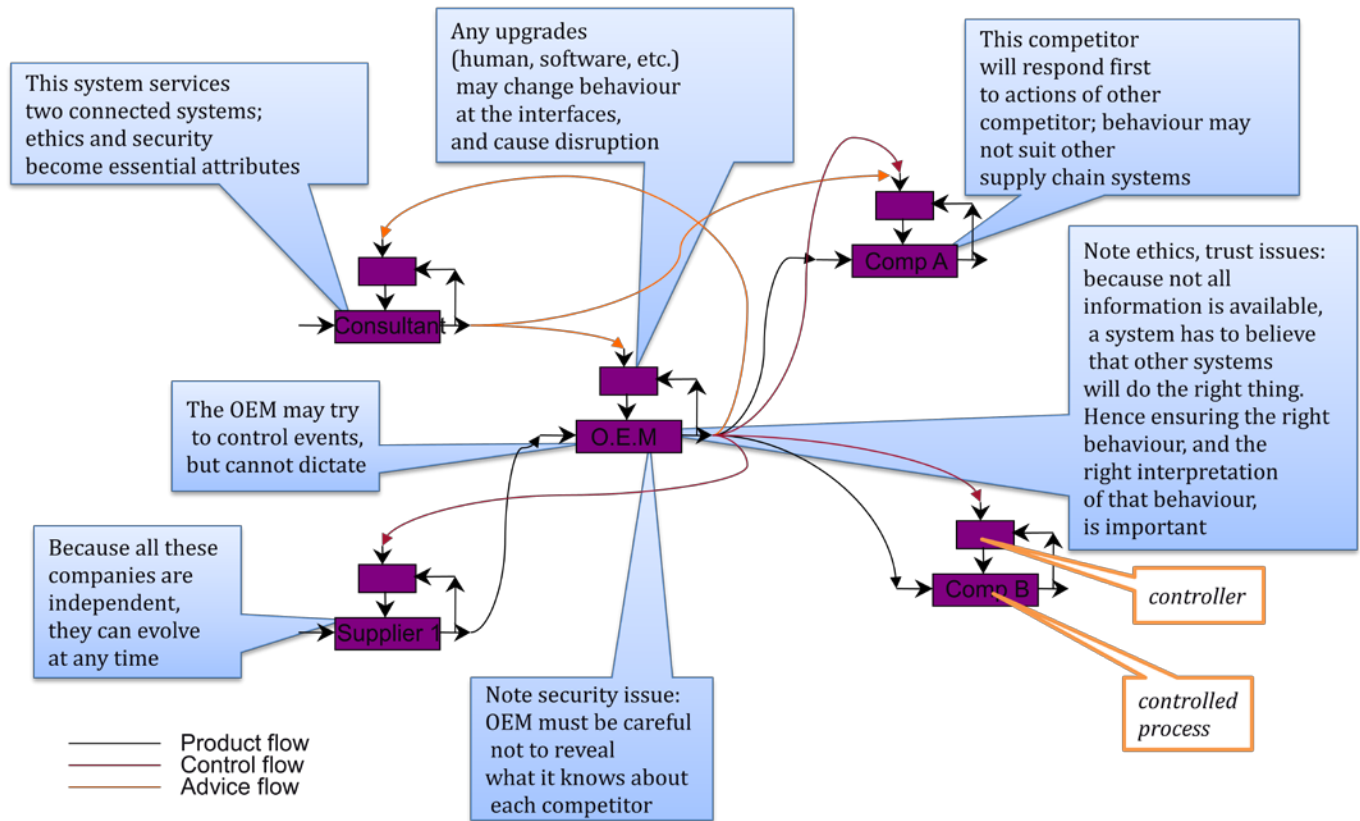 This system services
two connected systems;
ethics and security
become essential attributes
Any upgrades
(human, software, etc.)
may change behaviour
at the interfaces,
and cause disruption
This competitor
will respond first
to actions of other
competitor; behaviour may
not suit other
supply chain systems
Comp A
Note ethics, trust issues:
because not all
information is available,
a system has to believe
that other systems
will do the right thing.
Hence ensuring the right
behaviour, and the
right interpretation
of that behaviour,
is important
Consultant
The OEM may try
to control events,
but cannot dictate
O.E.M
Because all these
companies are
independent,
they can evolve
at any time
Supplier 1
Comp B
controller
controlled
process
Note security issue:
OEM must be careful
not to reveal
what it knows about
each competitor
Product flow
Control flow
Advice flow